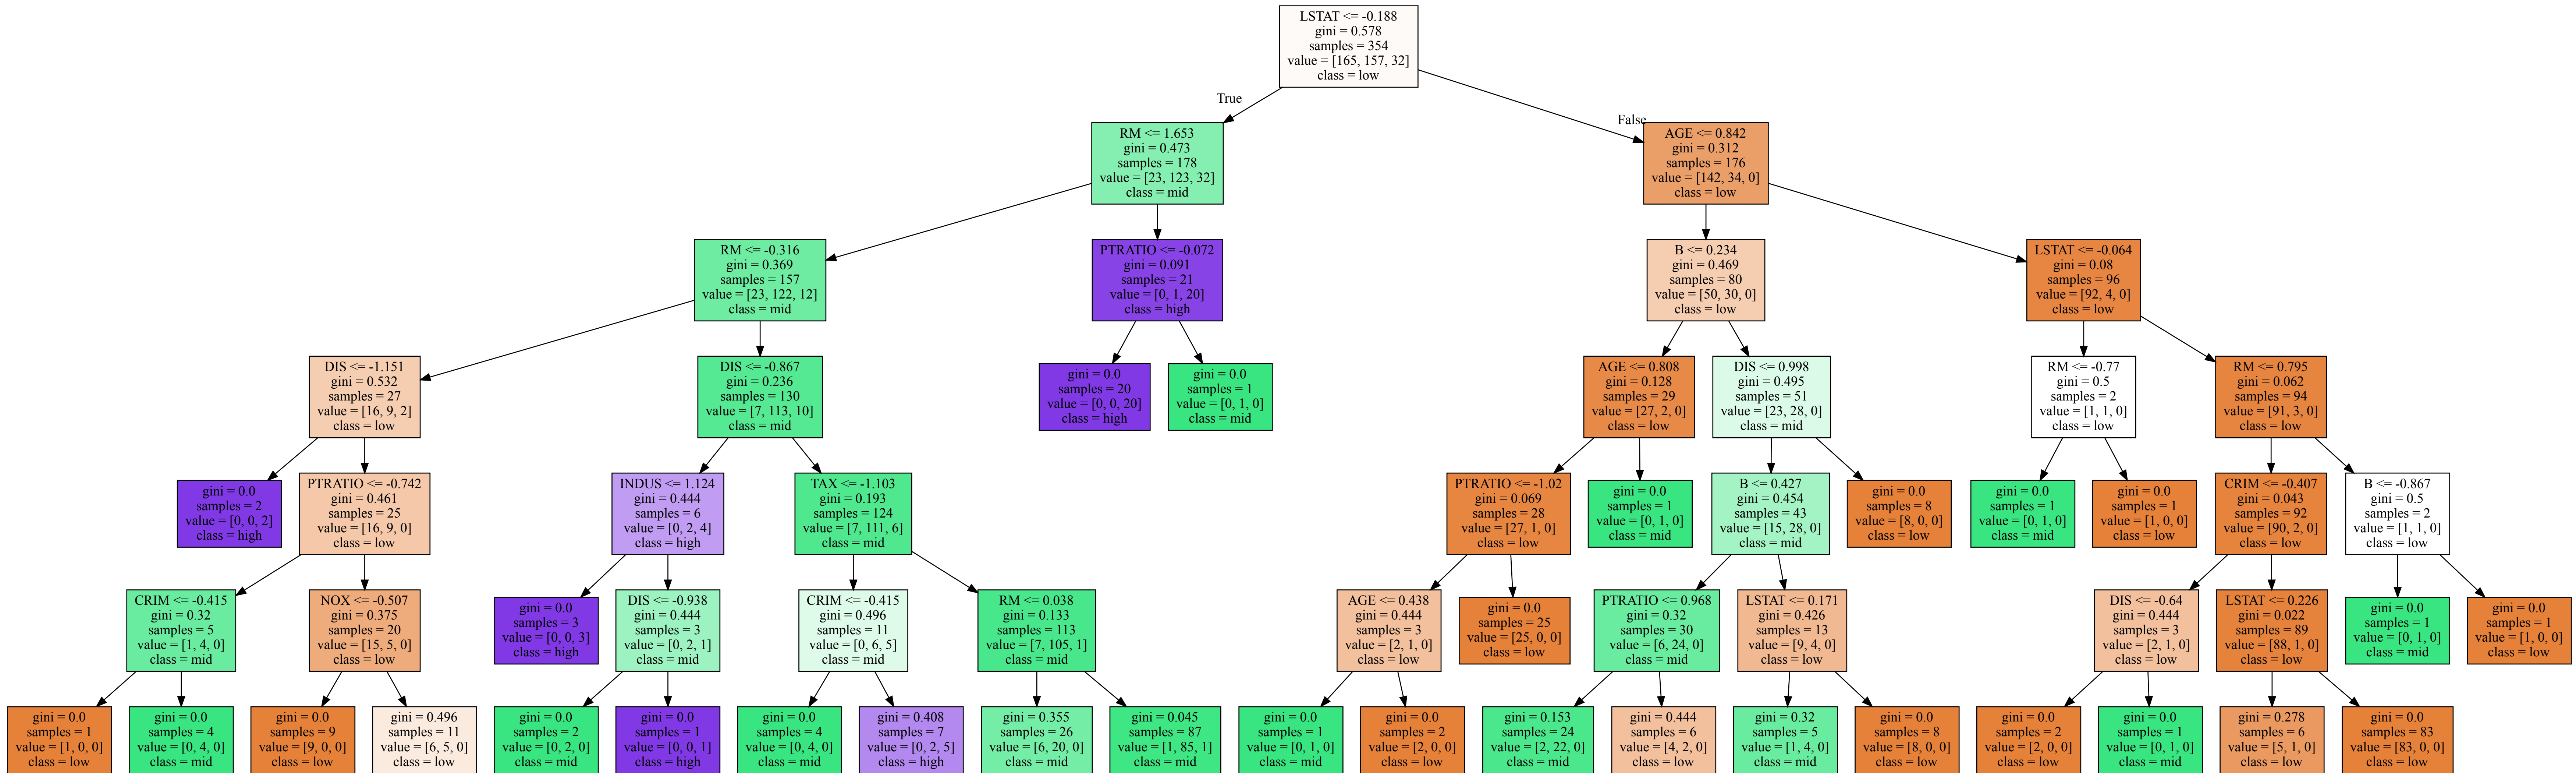 LSTAT <= -0.188
gini = 0.578
samples = 354
value = [165, 157, 32]
class = low
True
False
RM <= 1.653
gini = 0.473
samples = 178
value = [23, 123, 32]
class = mid
AGE <= 0.842
gini = 0.312
samples = 176
value = [142, 34, 0]
class = low
RM <= -0.316
gini = 0.369
samples = 157
value = [23, 122, 12]
class = mid
PTRATIO <= -0.072
gini = 0.091
samples = 21
value = [0, 1, 20]
class = high
B <= 0.234
gini = 0.469
samples = 80
value = [50, 30, 0]
class = low
LSTAT <= -0.064
gini = 0.08
samples = 96
value = [92, 4, 0]
class = low
DIS <= -1.151
gini = 0.532
samples = 27
value = [16, 9, 2]
class = low
DIS <= -0.867
gini = 0.236
samples = 130
value = [7, 113, 10]
class = mid
gini = 0.0
samples = 20
value = [0, 0, 20]
class = high
gini = 0.0
samples = 1
value = [0, 1, 0]
class = mid
AGE <= 0.808
gini = 0.128
samples = 29
value = [27, 2, 0]
class = low
DIS <= 0.998
gini = 0.495
samples = 51
value = [23, 28, 0]
class = mid
RM <= -0.77
gini = 0.5
samples = 2
value = [1, 1, 0]
class = low
RM <= 0.795
gini = 0.062
samples = 94
value = [91, 3, 0]
class = low
gini = 0.0
samples = 2
value = [0, 0, 2]
class = high
PTRATIO <= -0.742
gini = 0.461
samples = 25
value = [16, 9, 0]
class = low
INDUS <= 1.124
gini = 0.444
samples = 6
value = [0, 2, 4]
class = high
TAX <= -1.103
gini = 0.193
samples = 124
value = [7, 111, 6]
class = mid
PTRATIO <= -1.02
gini = 0.069
samples = 28
value = [27, 1, 0]
class = low
gini = 0.0
samples = 1
value = [0, 1, 0]
class = mid
B <= 0.427
gini = 0.454
samples = 43
value = [15, 28, 0]
class = mid
gini = 0.0
samples = 8
value = [8, 0, 0]
class = low
gini = 0.0
samples = 1
value = [0, 1, 0]
class = mid
gini = 0.0
samples = 1
value = [1, 0, 0]
class = low
CRIM <= -0.407
gini = 0.043
samples = 92
value = [90, 2, 0]
class = low
B <= -0.867
gini = 0.5
samples = 2
value = [1, 1, 0]
class = low
CRIM <= -0.415
gini = 0.32
samples = 5
value = [1, 4, 0]
class = mid
NOX <= -0.507
gini = 0.375
samples = 20
value = [15, 5, 0]
class = low
gini = 0.0
samples = 3
value = [0, 0, 3]
class = high
DIS <= -0.938
gini = 0.444
samples = 3
value = [0, 2, 1]
class = mid
CRIM <= -0.415
gini = 0.496
samples = 11
value = [0, 6, 5]
class = mid
RM <= 0.038
gini = 0.133
samples = 113
value = [7, 105, 1]
class = mid
AGE <= 0.438
gini = 0.444
samples = 3
value = [2, 1, 0]
class = low
gini = 0.0
samples = 25
value = [25, 0, 0]
class = low
PTRATIO <= 0.968
gini = 0.32
samples = 30
value = [6, 24, 0]
class = mid
LSTAT <= 0.171
gini = 0.426
samples = 13
value = [9, 4, 0]
class = low
DIS <= -0.64
gini = 0.444
samples = 3
value = [2, 1, 0]
class = low
LSTAT <= 0.226
gini = 0.022
samples = 89
value = [88, 1, 0]
class = low
gini = 0.0
samples = 1
value = [0, 1, 0]
class = mid
gini = 0.0
samples = 1
value = [1, 0, 0]
class = low
gini = 0.0
samples = 1
value = [1, 0, 0]
class = low
gini = 0.0
samples = 4
value = [0, 4, 0]
class = mid
gini = 0.0
samples = 9
value = [9, 0, 0]
class = low
gini = 0.496
samples = 11
value = [6, 5, 0]
class = low
gini = 0.0
samples = 2
value = [0, 2, 0]
class = mid
gini = 0.0
samples = 1
value = [0, 0, 1]
class = high
gini = 0.0
samples = 4
value = [0, 4, 0]
class = mid
gini = 0.408
samples = 7
value = [0, 2, 5]
class = high
gini = 0.355
samples = 26
value = [6, 20, 0]
class = mid
gini = 0.045
samples = 87
value = [1, 85, 1]
class = mid
gini = 0.0
samples = 1
value = [0, 1, 0]
class = mid
gini = 0.0
samples = 2
value = [2, 0, 0]
class = low
gini = 0.153
samples = 24
value = [2, 22, 0]
class = mid
gini = 0.444
samples = 6
value = [4, 2, 0]
class = low
gini = 0.32
samples = 5
value = [1, 4, 0]
class = mid
gini = 0.0
samples = 8
value = [8, 0, 0]
class = low
gini = 0.0
samples = 2
value = [2, 0, 0]
class = low
gini = 0.0
samples = 1
value = [0, 1, 0]
class = mid
gini = 0.278
samples = 6
value = [5, 1, 0]
class = low
gini = 0.0
samples = 83
value = [83, 0, 0]
class = low